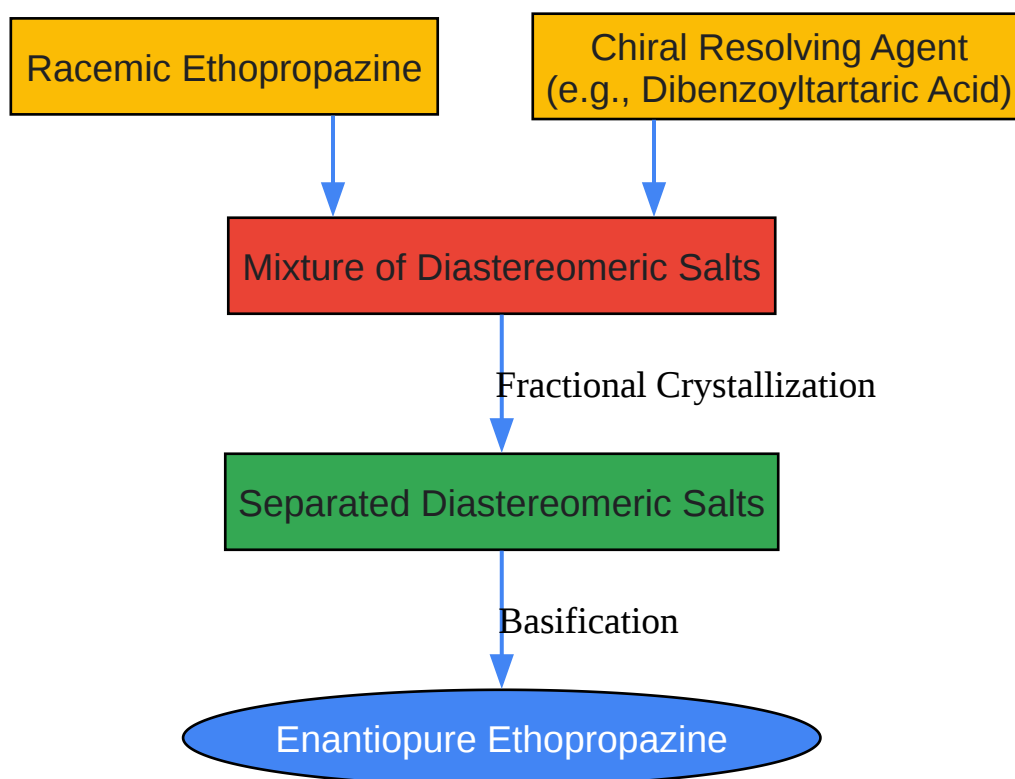 Racemic Ethopropazine
Chiral Resolving Agent
(e.g., Dibenzoyltartaric Acid)
Mixture of Diastereomeric Salts
Fractional Crystallization
Separated Diastereomeric Salts
Basification
Enantiopure Ethopropazine